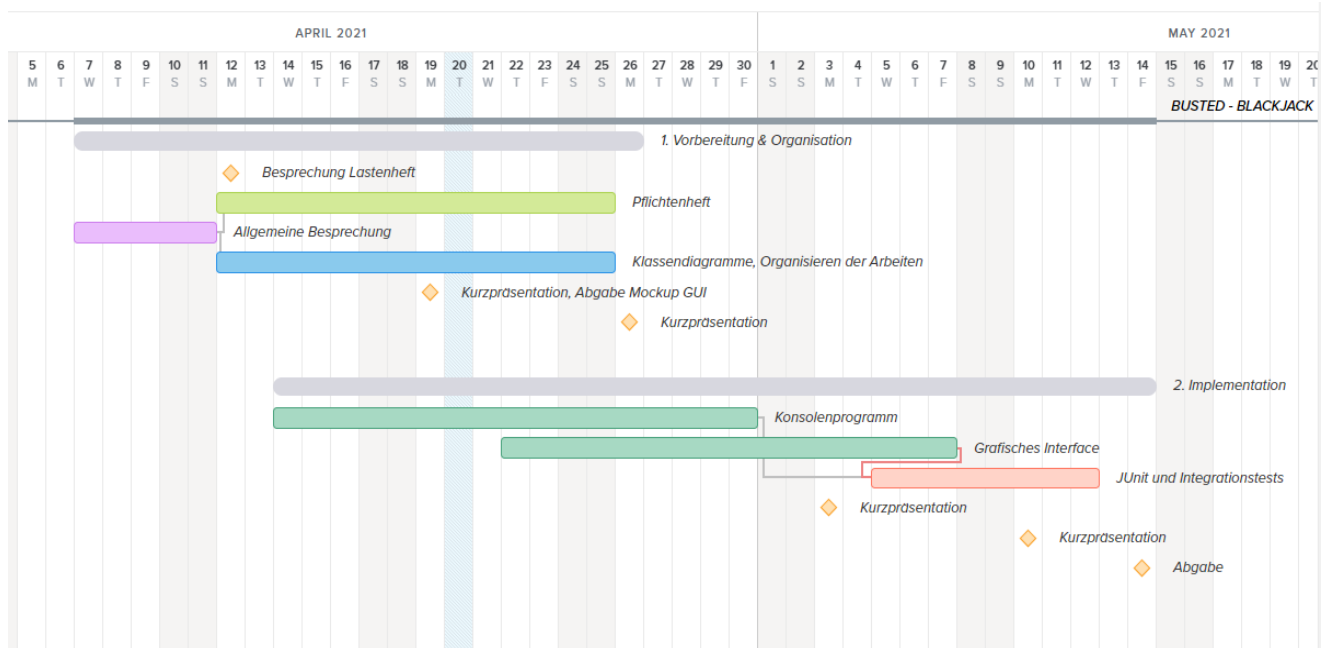 APRIL 2021 MAY 2021
5 6 7 8 9 10 11 12 13 14 15 16 17 18 19 20 21 22 23 24 25 26 27 28 29 30 1 2 3 4 5 6 7 8 9 10 11 12 13 14 15 16 17 18 19
M T W T F S S M T W T F S S M T W T F S S M T W T F S S M T W T F S S M T W T F S S M T W T
BUSTED - BLACKJACK
1. Vorbereitung & Organisation
Besprechung Lastenheft
Pflichtenheft
Allgemeine Besprechung
Klassendiagramme, Organisieren der Arbeiten
Kurzpräsentation, Abgabe Mockup GUI
Kurzpräsentation
2. Implementation
Konsolenprogramm
Grafisches Interface
JUnit und Integrationstests
Kurzpräsentation
Kurzpräsentation
Abgabe